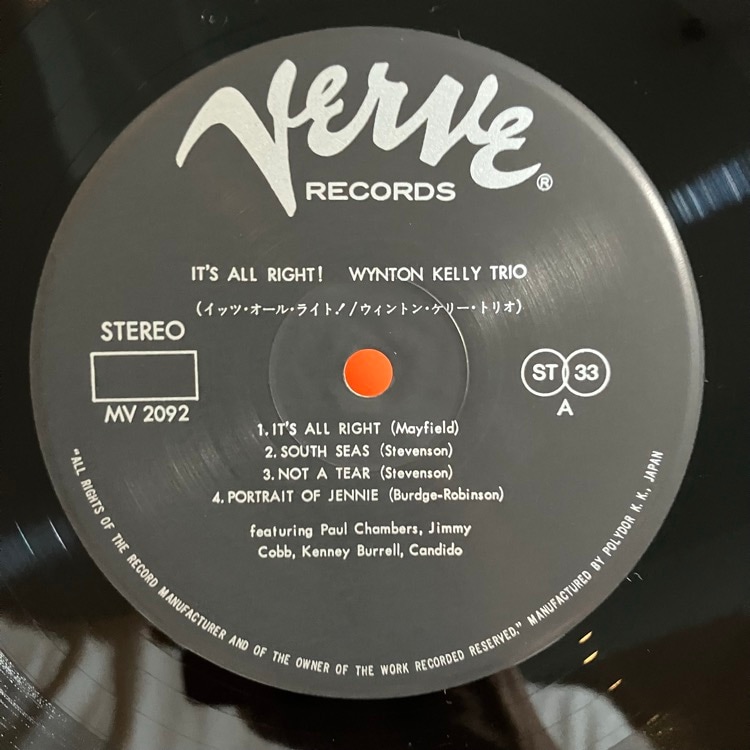 Verve
RECORDS ®
IT'S ALL RIGHT! WYNTON KELLY TRIO
(イッツ・オール・ライト!/ウィントン・ケリー・トリオ)
STEREO
MV 2092
ST 33
A
1. IT'S ALL RIGHT (Mayfield)
2. SOUTH SEAS (Stevenson)
3. NOT A TEAR (Stevenson)
4. PORTRAIT OF JENNIE (Burdge-Robinson)
featuring Paul Chambers, Jimmy
Cobb, Kenney Burrell, Candido
"ALL RIGHTS OF THE RECORD MANUFACTURER AND OF THE OWNER OF THE WORK RECORDED RESERVED." MANUFACTURED BY POLYDOR K. K., JAPAN